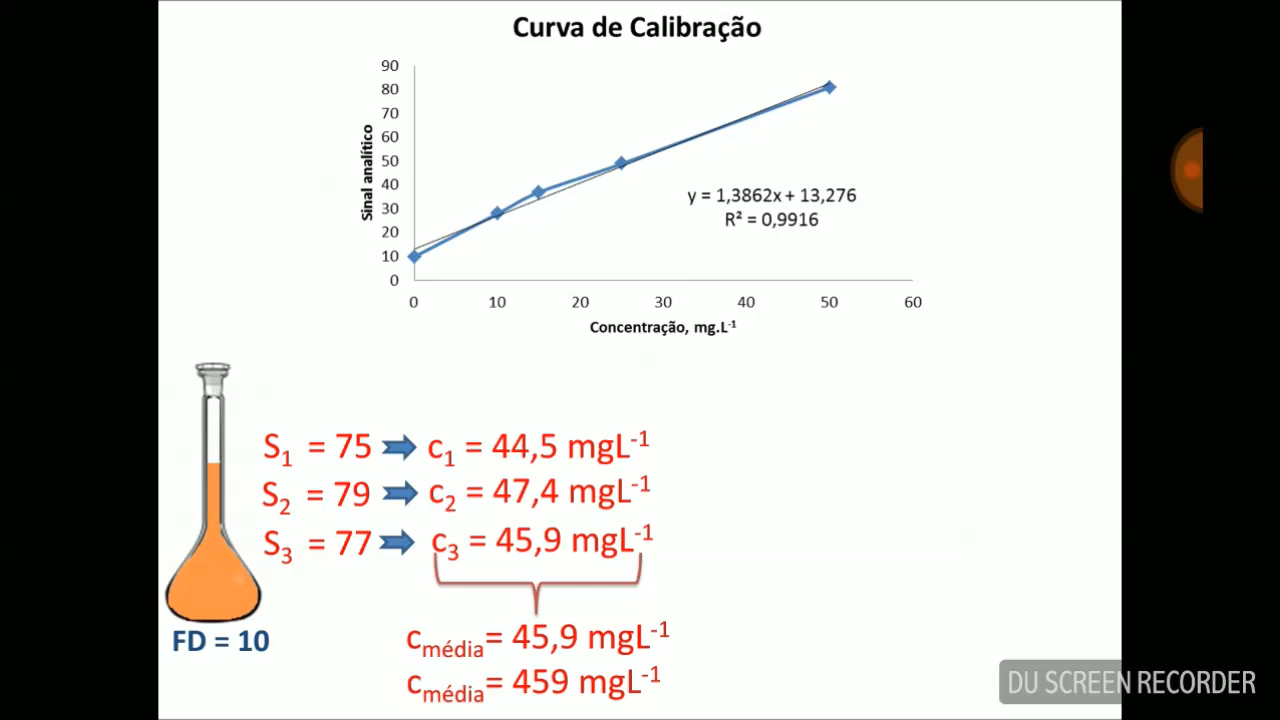 Curva de Calibração
90
80
70
60
50
40
30
20
10
0
Sinal analítico
y = 1,3862x + 13,276
R² = 0,9916
0 10 20 30 40 50 60
Concentração, mg.L⁻¹
S₁ = 75 c₁ = 44,5 mgL⁻¹
S₂ = 79 c₂ = 47,4 mgL⁻¹
S₃ = 77 c₃ = 45,9 mgL⁻¹
FD = 10
cmédia= 45,9 mgL⁻¹
cmédia= 459 mgL⁻¹
DU SCREEN RECORDER